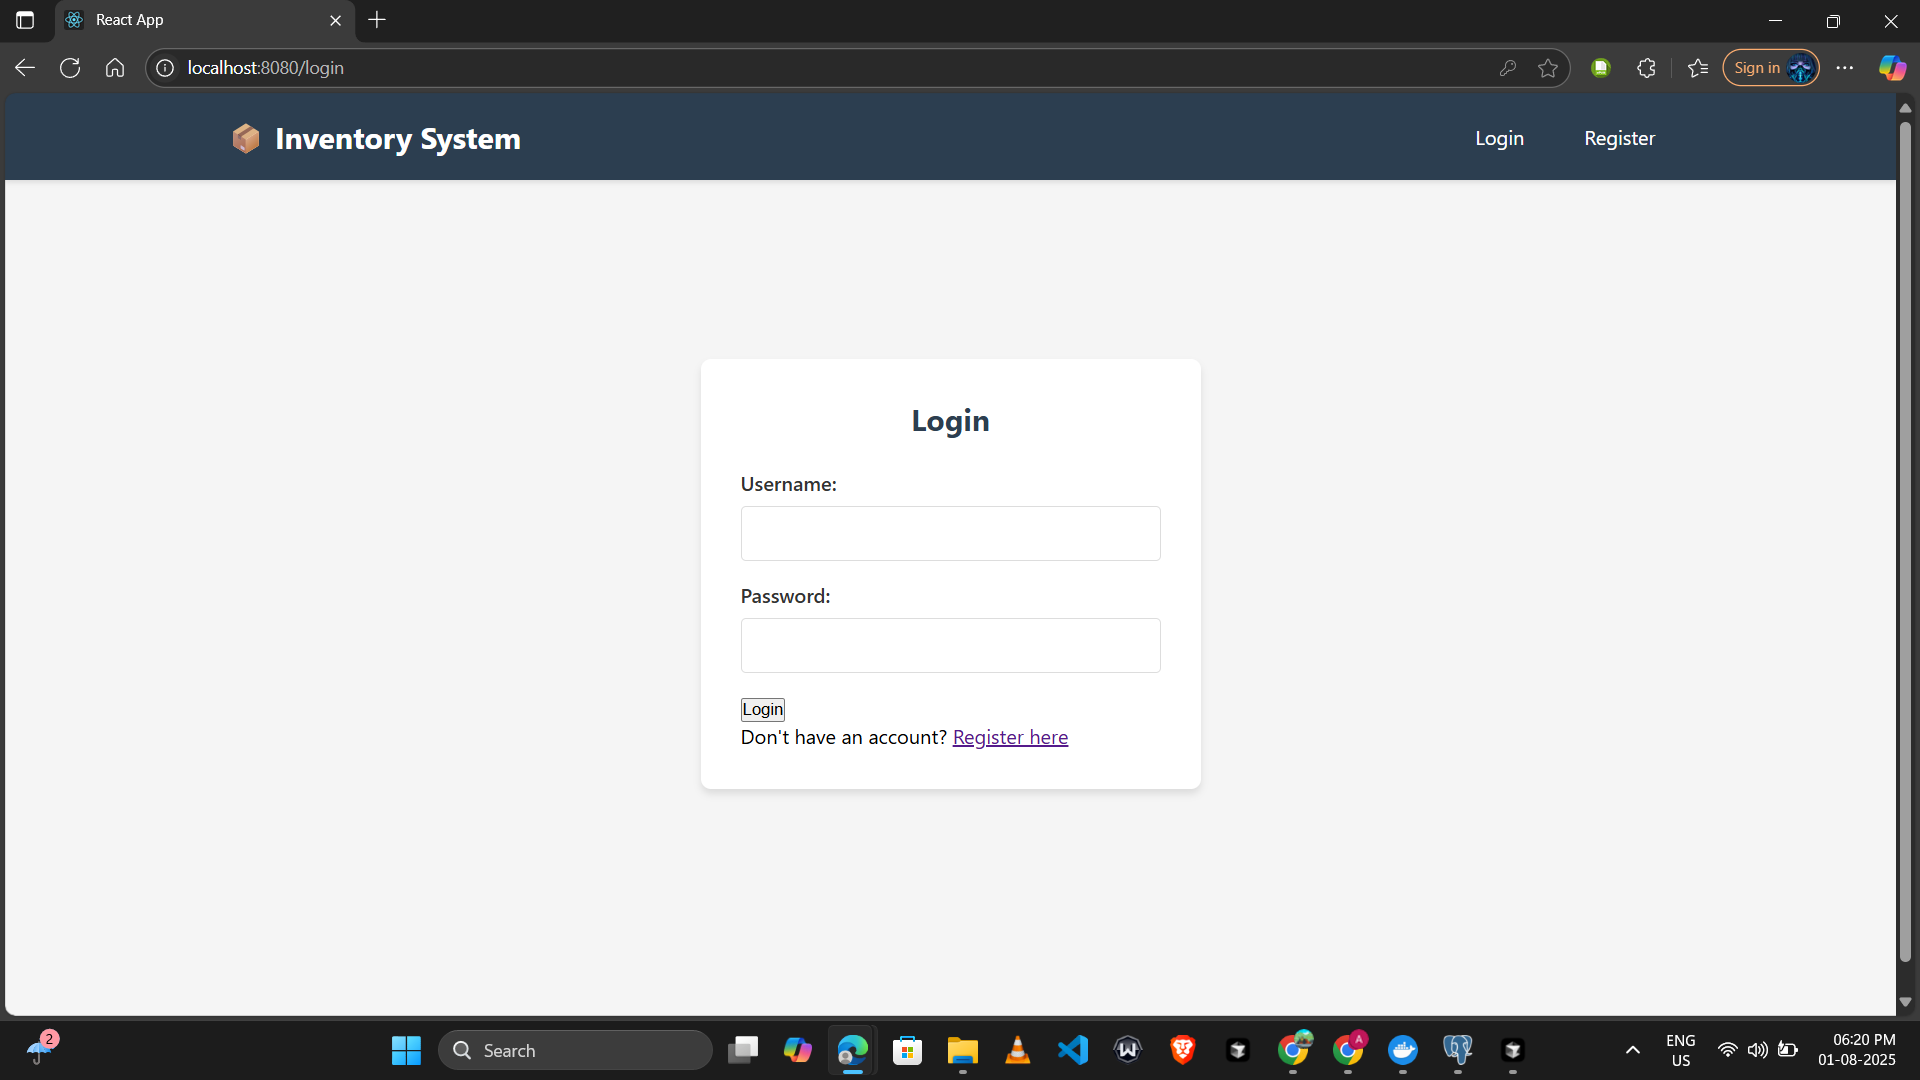 React App
localhost:8080/login
Sign in
📦 Inventory System
Login
Register
Login
Username:
Password:
Login
Don't have an account? Register here
2
Search
A
ENG
US
06:20 PM
01-08-2025